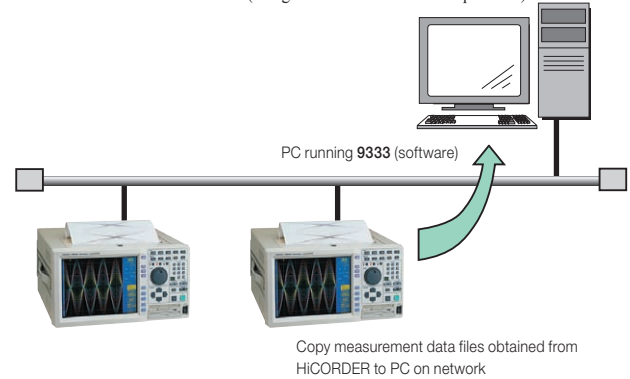 PC running 9333 (software)
Copy measurement data files obtained from
HiCORDER to PC on network